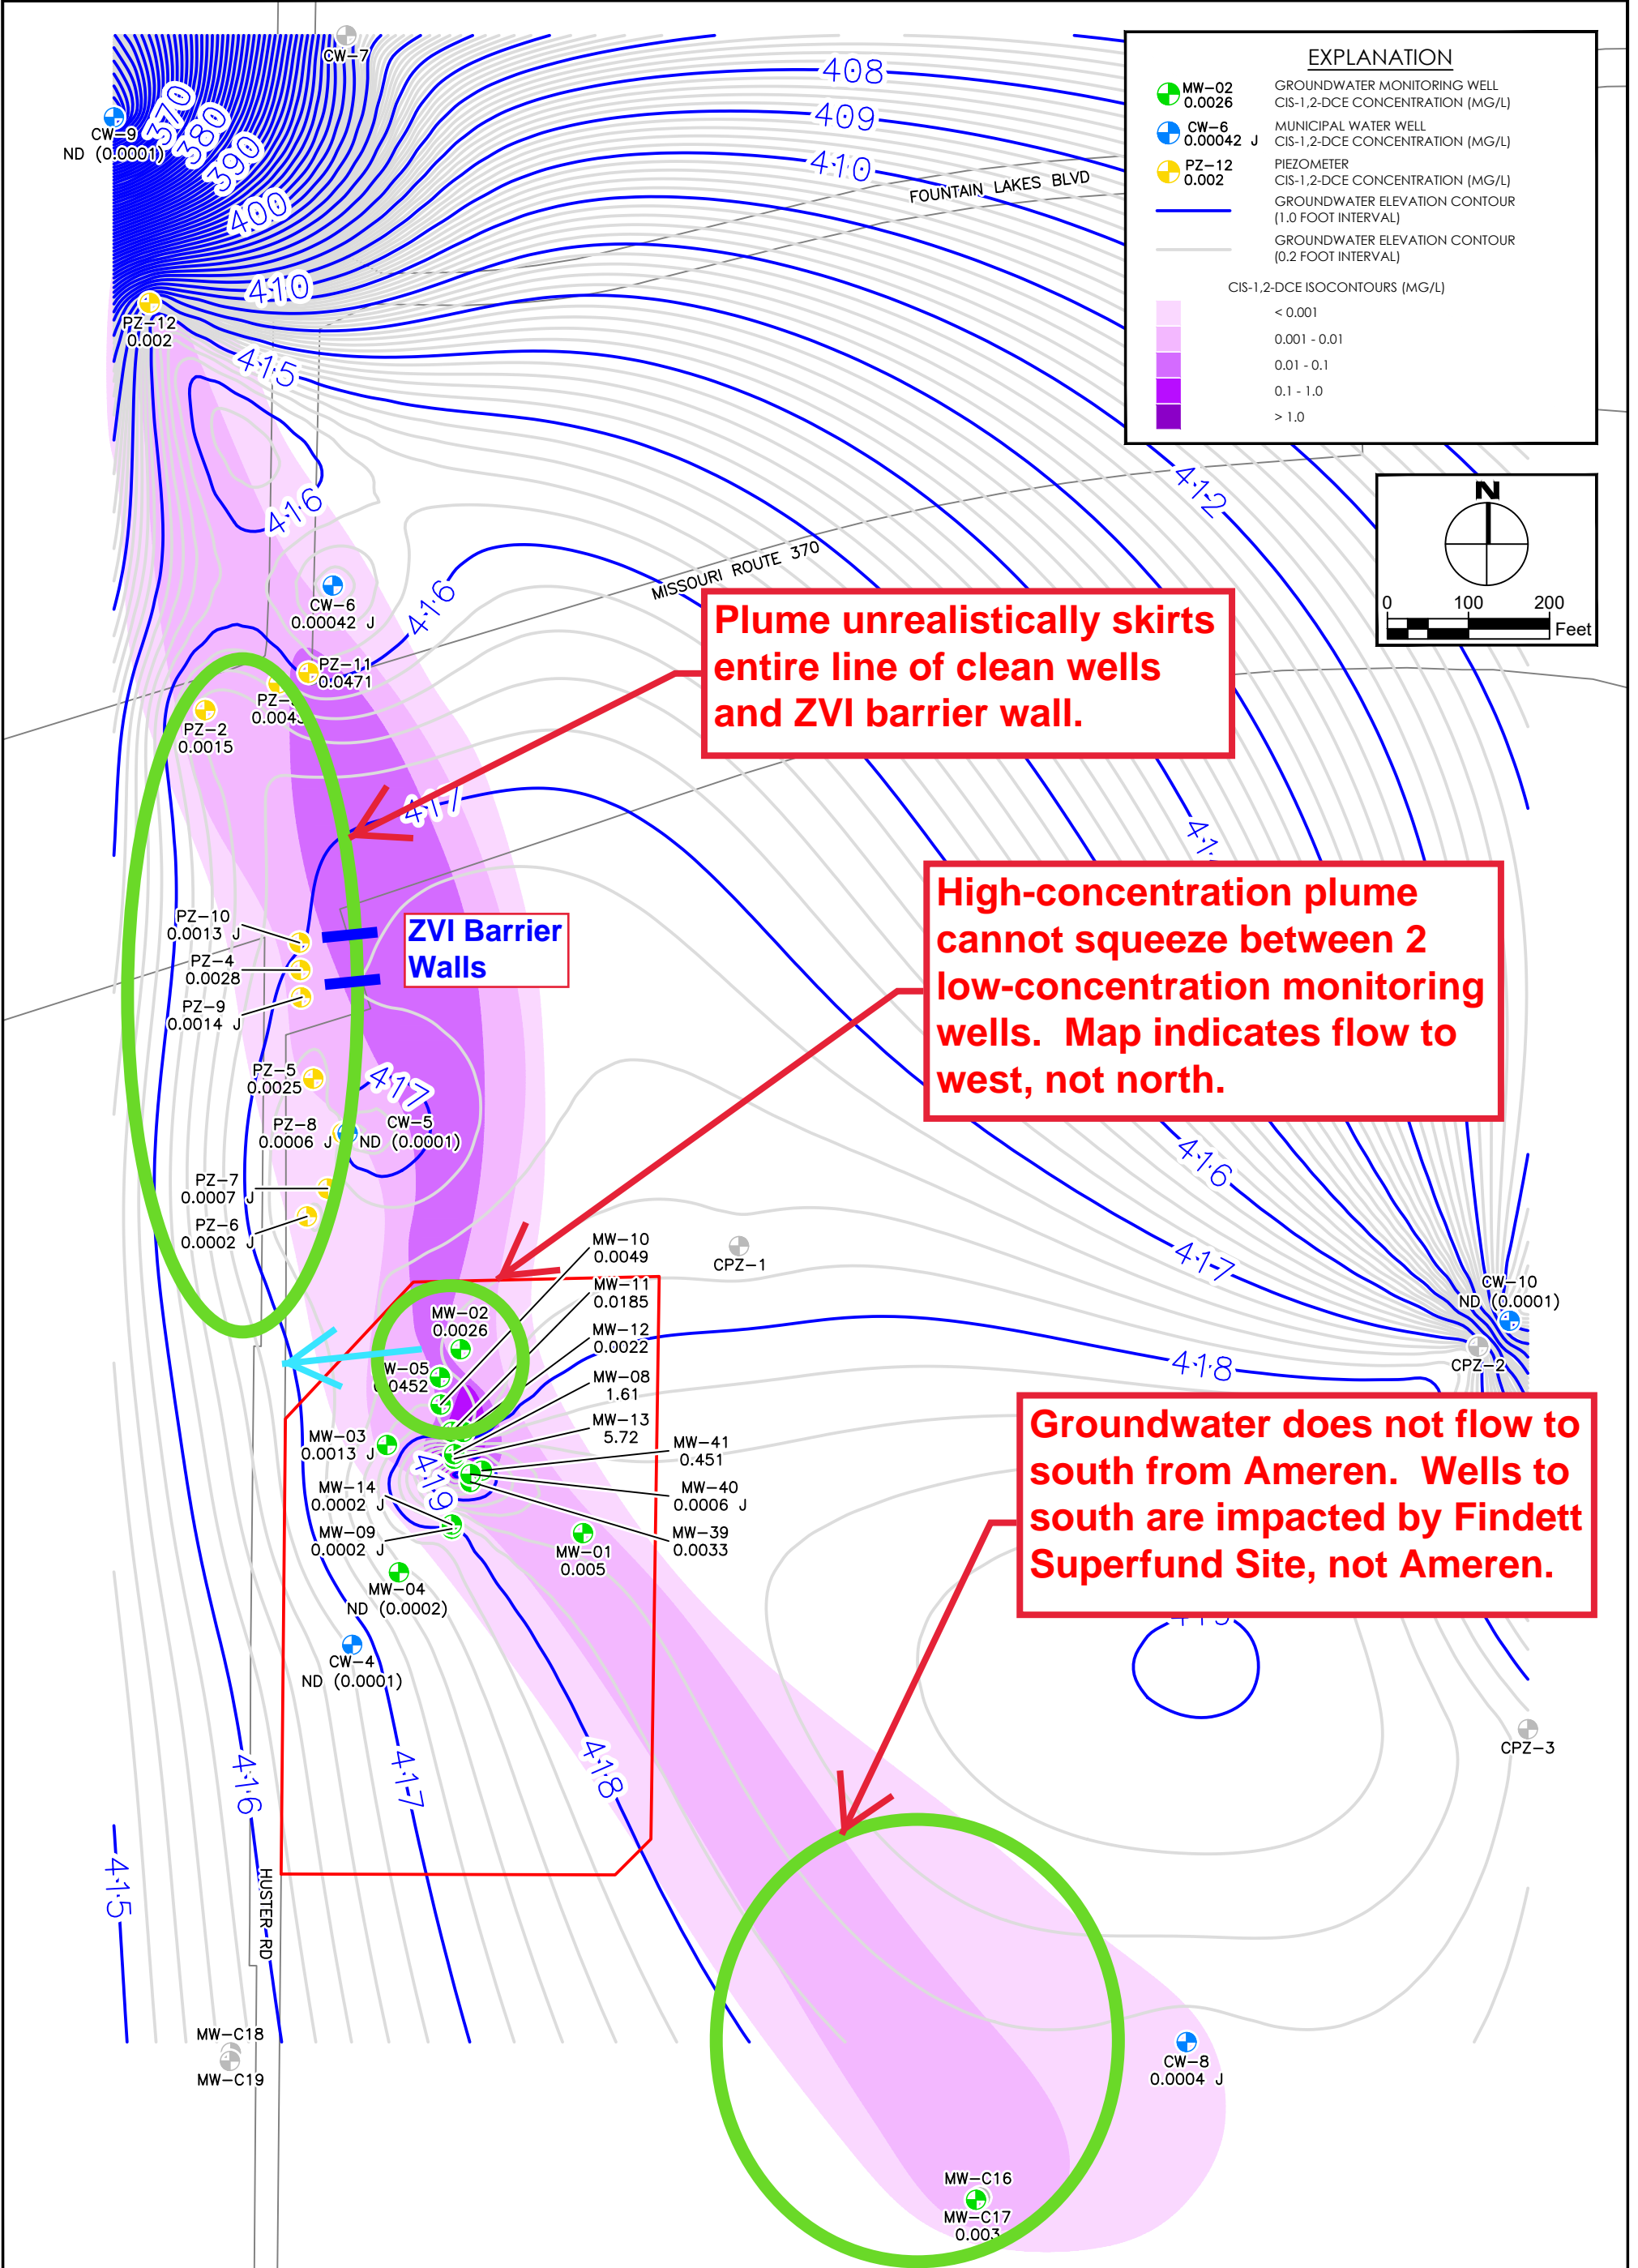 CW-7
CW-9
ND (0.0001)
370
380
390
400
410
408
409
410
FOUNTAIN LAKES BLVD
EXPLANATION
MW-02
0.0026
GROUNDWATER MONITORING WELL
CIS-1,2-DCE CONCENTRATION (MG/L)
CW-6
0.00042 J
MUNICIPAL WATER WELL
CIS-1,2-DCE CONCENTRATION (MG/L)
PZ-12
0.002
PIEZOMETER
CIS-1,2-DCE CONCENTRATION (MG/L)
GROUNDWATER ELEVATION CONTOUR
(1.0 FOOT INTERVAL)
GROUNDWATER ELEVATION CONTOUR
(0.2 FOOT INTERVAL)
CIS-1,2-DCE ISOCONTOURS (MG/L)
< 0.001
0.001 - 0.01
0.01 - 0.1
0.1 - 1.0
> 1.0
N
0 100 200
Feet
PZ-12
0.002
415
416
412
MISSOURI ROUTE 370
CW-6
0.00042 J
416
Plume unrealistically skirts
entire line of clean wells
and ZVI barrier wall.
PZ-11
0.0471
PZ-
0.004
PZ-2
0.0015
417
High-concentration plume
cannot squeeze between 2
low-concentration monitoring
wells. Map indicates flow to
west, not north.
PZ-10
0.0013 J
PZ-4
0.0028
PZ-9
0.0014 J
ZVI Barrier
Walls
PZ-5
0.0025
417
PZ-8
0.0006 J
CW-5
ND (0.0001)
PZ-7
0.0007 J
PZ-6
0.0002 J
416
417
418
CPZ-1
CW-10
ND (0.0001)
CPZ-2
MW-10
0.0049
MW-11
0.0185
MW-12
0.0022
MW-08
1.61
MW-13
5.72
MW-41
0.451
MW-40
0.0006 J
MW-39
0.0033
MW-02
0.0026
W-05
0452
MW-03
0.0013 J
419
MW-14
0.0002 J
MW-09
0.0002 J
MW-01
0.005
MW-04
ND (0.0002)
CW-4
ND (0.0001)
Groundwater does not flow to
south from Ameren. Wells to
south are impacted by Findett
Superfund Site, not Ameren.
CPZ-3
416
417
418
415
HUSTER RD
MW-C18
MW-C19
CW-8
0.0004 J
MW-C16
MW-C17
0.003